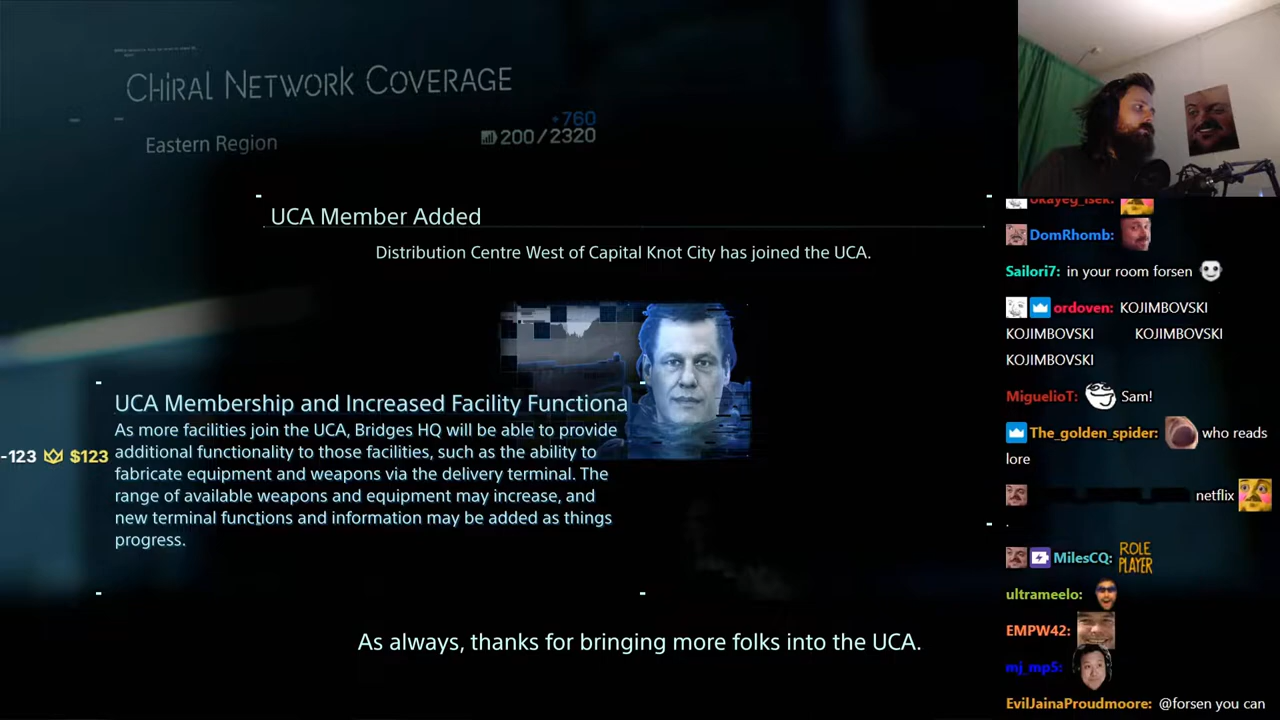 Chiral Network Coverage
Eastern Region
+760
200/2320
UCA Member Added
Distribution Centre West of Capital Knot City has joined the UCA.
UCA Membership and Increased Facility Functiona
As more facilities join the UCA, Bridges HQ will be able to provide
additional functionality to those facilities, such as the ability to
fabricate equipment and weapons via the delivery terminal. The
range of available weapons and equipment may increase, and
new terminal functions and information may be added as things
progress.
-123 $123
As always, thanks for bringing more folks into the UCA.
okayeg_isek:
DomRhomb:
Sailori7: in your room forsen
ordoven: KOJIMBOVSKI
KOJIMBOVSKI KOJIMBOVSKI
KOJIMBOVSKI
MiguelioT: Sam!
The_golden_spider: who reads
lore
netflix
.
MilesCQ: ROLE
PLAYER
ultrameelo:
EMPW42:
mj_mp5:
EvilJainaProudmoore: @forsen you can